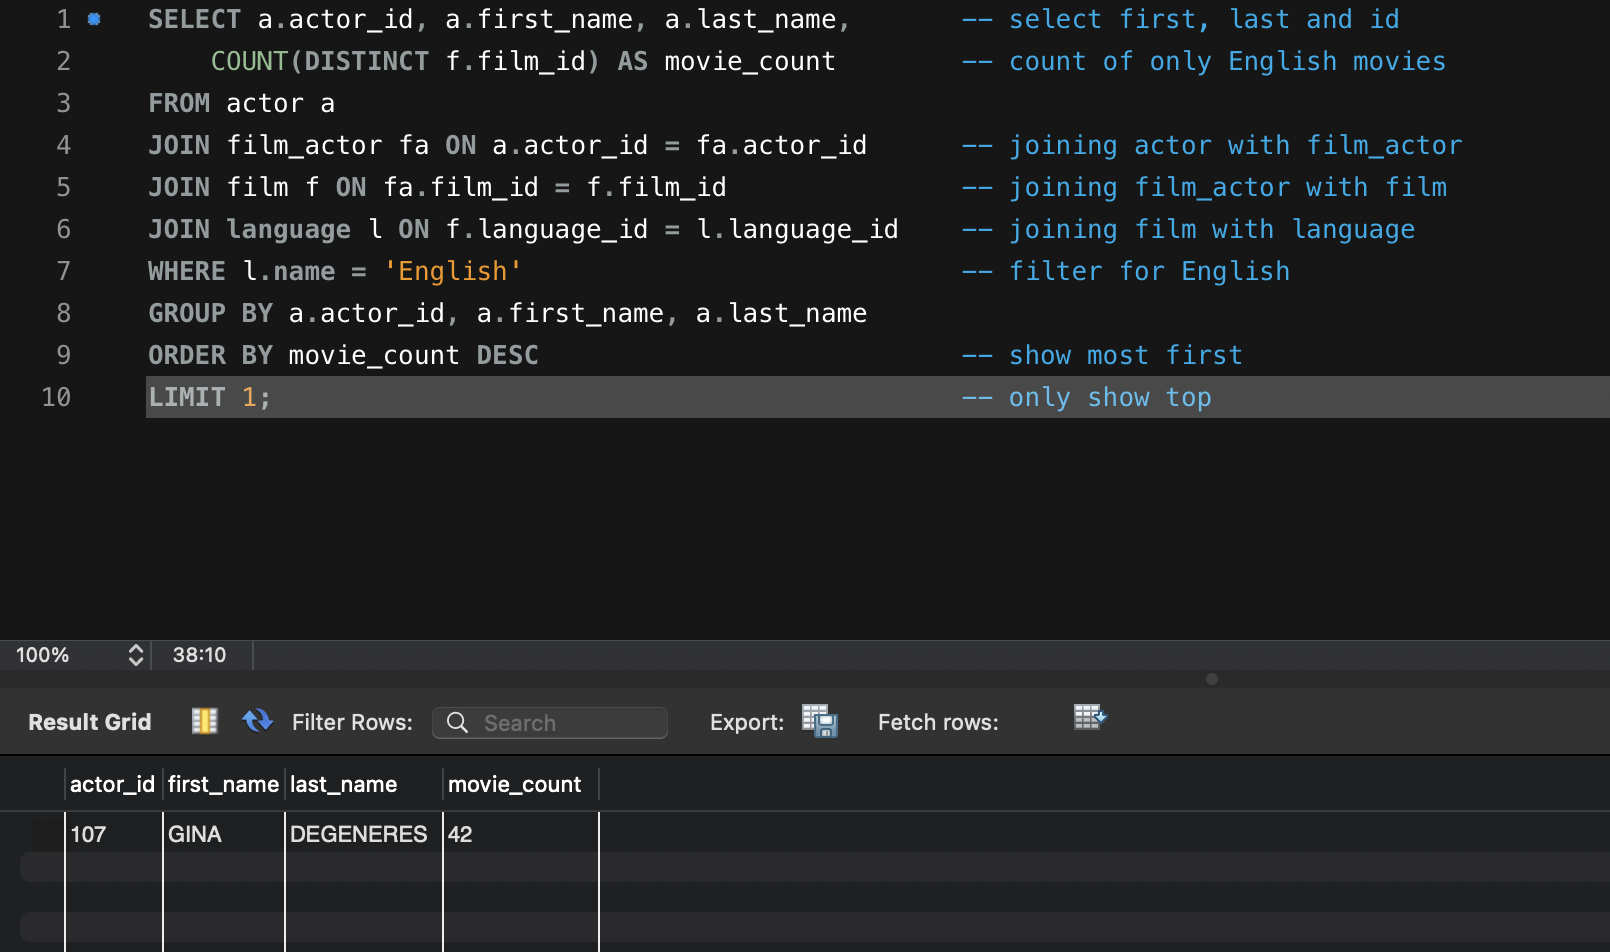 1 SELECT a.actor_id, a.first_name, a.last_name, -- select first, last and id
2 COUNT(DISTINCT f.film_id) AS movie_count -- count of only English movies
3 FROM actor a
4 JOIN film_actor fa ON a.actor_id = fa.actor_id -- joining actor with film_actor
5 JOIN film f ON fa.film_id = f.film_id -- joining film_actor with film
6 JOIN language l ON f.language_id = l.language_id -- joining film with language
7 WHERE l.name = 'English' -- filter for English
8 GROUP BY a.actor_id, a.first_name, a.last_name
9 ORDER BY movie_count DESC -- show most first
10 LIMIT 1; -- only show top
100% 38:10
Result Grid Filter Rows: Search Export: Fetch rows:
actor_id first_name last_name movie_count
107 GINA DEGENERES 42